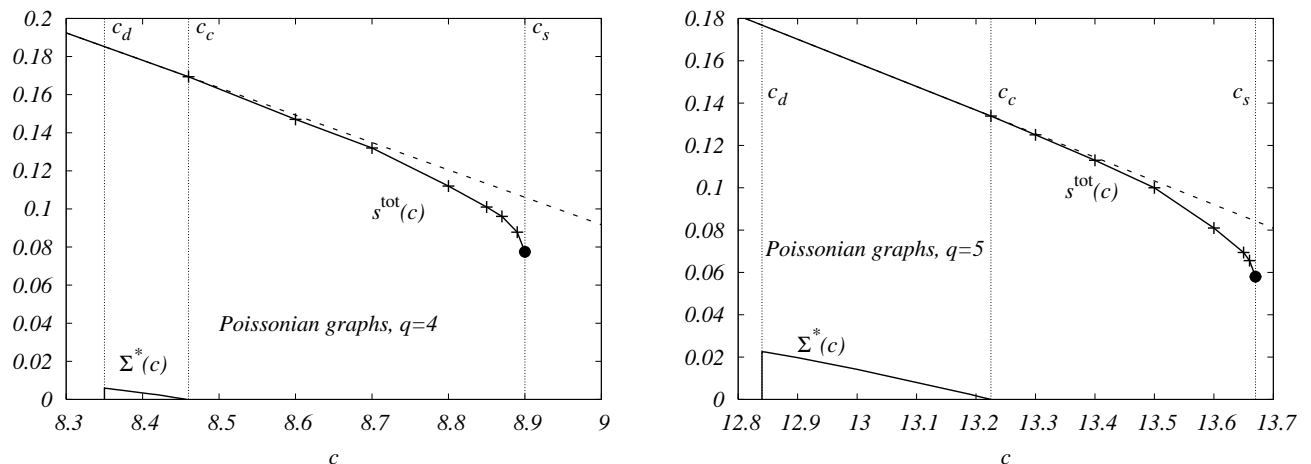 0.2
0.18
0.16
0.14
0.12
0.1
0.08
0.06
0.04
0.02
0
c_d
c_c
c_s
s^tot(c)
Poissonian graphs, q=4
Σ^*(c)
8.3 8.4 8.5 8.6 8.7 8.8 8.9 9
c
0.18
0.16
0.14
0.12
0.1
0.08
0.06
0.04
0.02
0
c_d
c_c
c_s
s^tot(c)
Poissonian graphs, q=5
Σ^*(c)
12.8 12.9 13 13.1 13.2 13.3 13.4 13.5 13.6 13.7
c